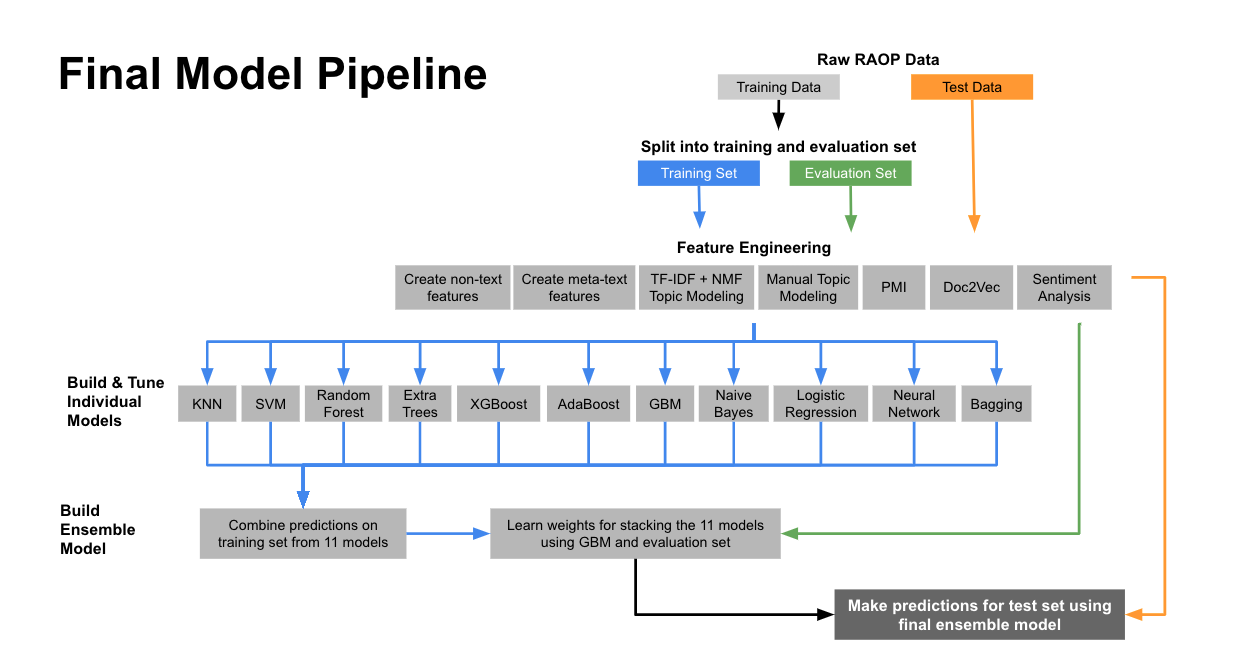 Final Model Pipeline
Raw RAOP Data
Training Data
Test Data
Split into training and evaluation set
Training Set
Evaluation Set
Feature Engineering
Create non-text
features
Create meta-text
features
TF-IDF + NMF
Topic Modeling
Manual Topic
Modeling
PMI
Doc2Vec
Sentiment
Analysis
Build & Tune
Individual
Models
KNN
SVM
Random
Forest
Extra
Trees
XGBoost
AdaBoost
GBM
Naive
Bayes
Logistic
Regression
Neural
Network
Bagging
Build
Ensemble
Model
Combine predictions on
training set from 11 models
Learn weights for stacking the 11 models
using GBM and evaluation set
Make predictions for test set using
final ensemble model